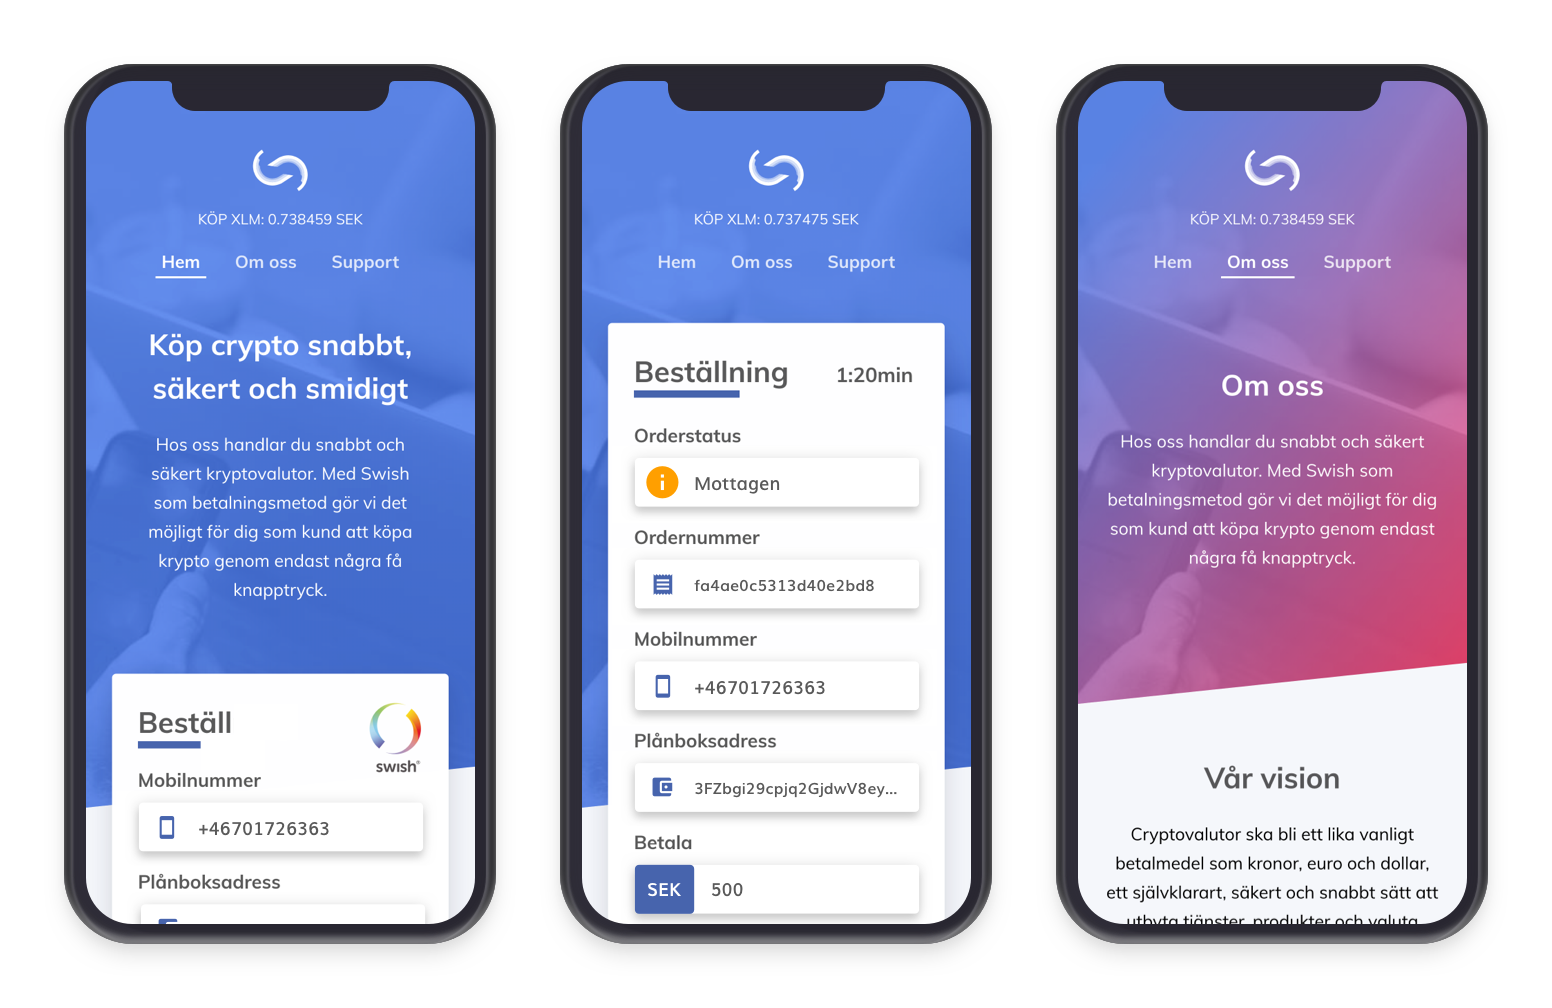 KÖP XLM: 0.738459 SEK
Hem Om oss Support
Köp crypto snabbt,
säkert och smidigt
Hos oss handlar du snabbt och
säkert kryptovalutor. Med Swish
som betalningsmetod gör vi det
möjligt för dig som kund att köpa
krypto genom endast några få
knapptryck.
Beställ
swish®
Mobilnummer
+46701726363
Plånboksadress
KÖP XLM: 0.737475 SEK
Hem Om oss Support
Beställning 1:20min
Orderstatus
Mottagen
Ordernummer
fa4ae0c5313d40e2bd8
Mobilnummer
+46701726363
Plånboksadress
3FZbgi29cpjq2GjdwV8ey...
Betala
SEK 500
KÖP XLM: 0.738459 SEK
Hem Om oss Support
Om oss
Hos oss handlar du snabbt och säkert
kryptovalutor. Med Swish som
betalningsmetod gör vi det möjligt för dig
som kund att köpa krypto genom endast
några få knapptryck.
Vår vision
Cryptovalutor ska bli ett lika vanligt
betalmedel som kronor, euro och dollar,
ett självklarart, säkert och snabbt sätt att
utbyta tjänster, produkter och valuta